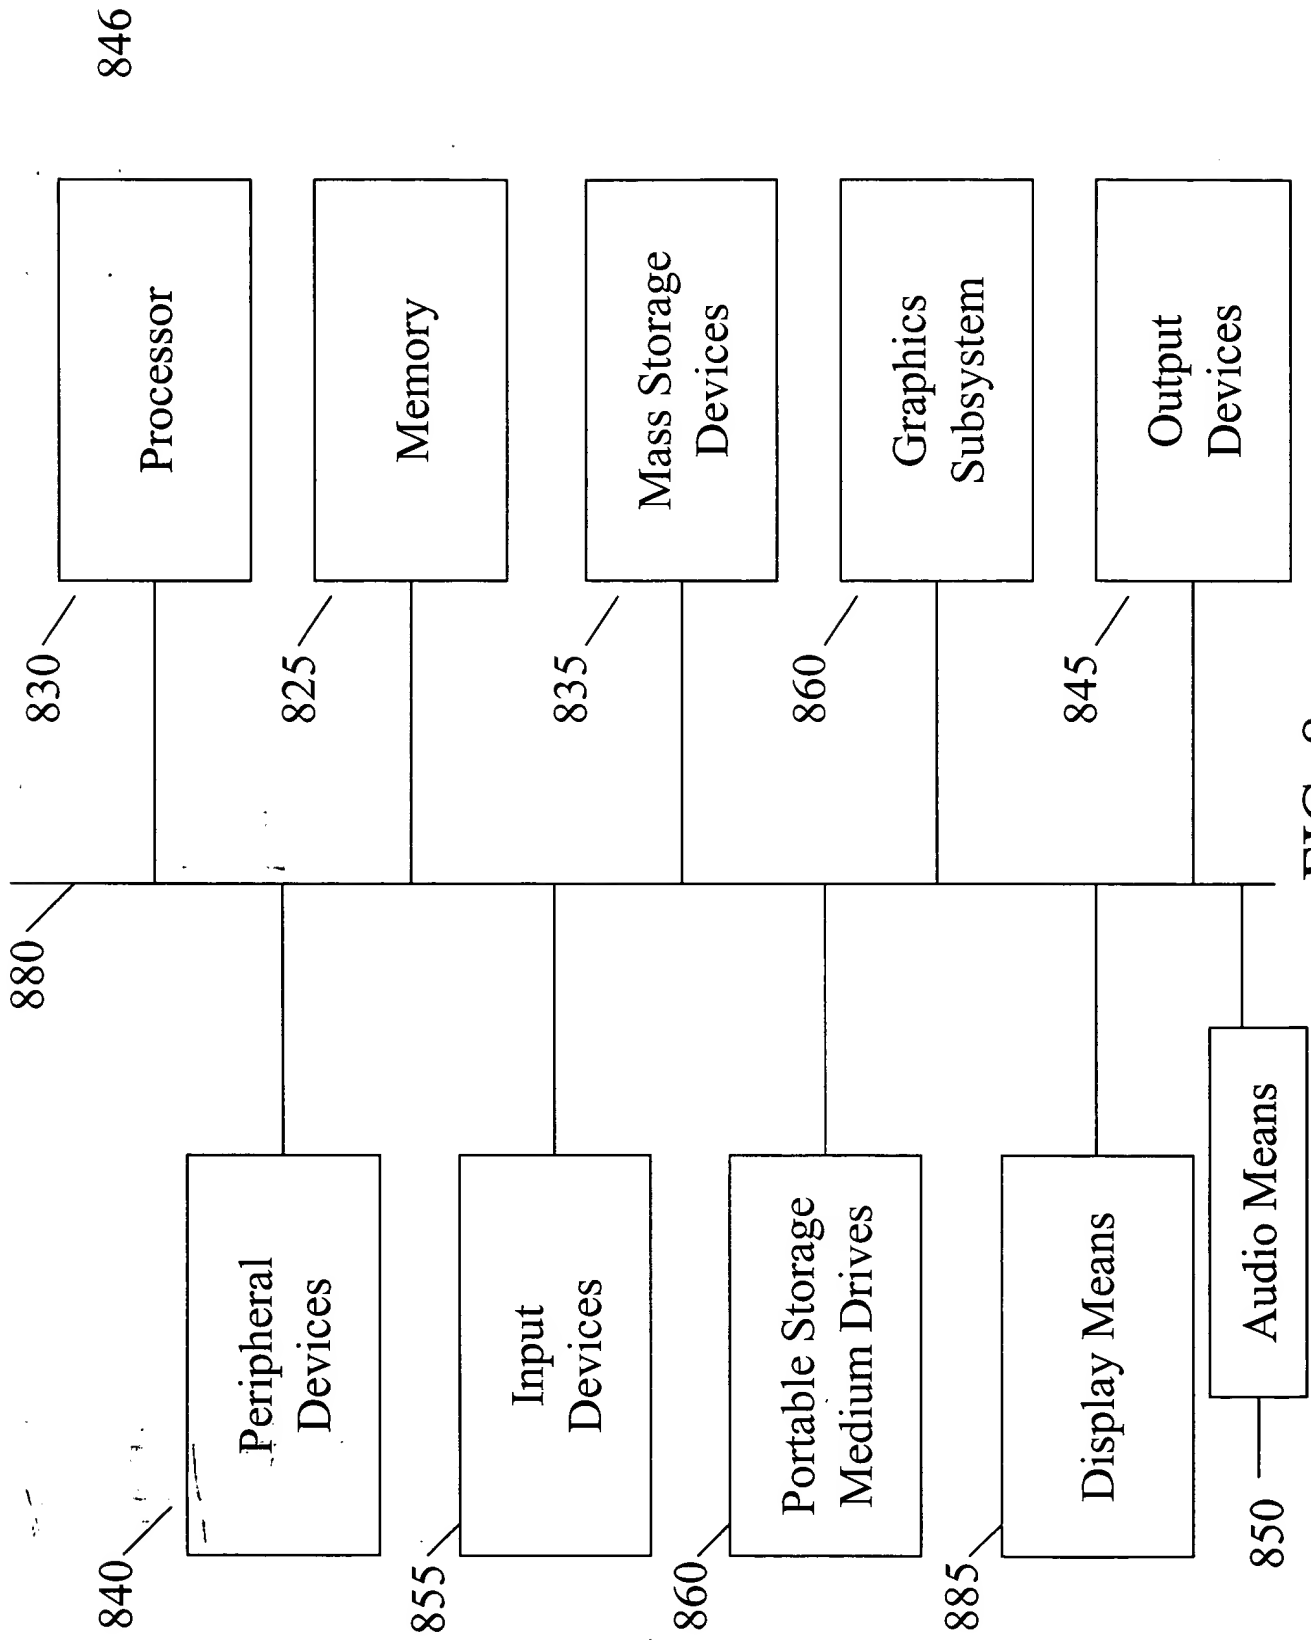 846
830
Processor
825
Memory
835
Mass Storage
Devices
860
Graphics
Subsystem
845
Output
Devices
880
840
Peripheral
Devices
855
Input
Devices
860
Portable Storage
Medium Drives
885
Display Means
850
Audio Means